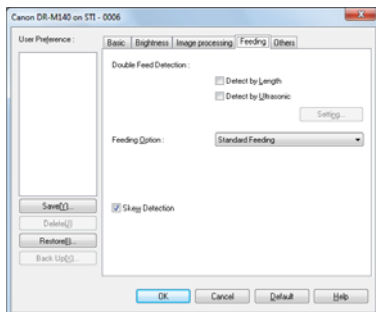 Canon DR-M140 on STI - 0006
User Preference :
Basic Brightness Image processing Feeding Others
Double Feed Detection :
Detect by Length
Detect by Ultrasonic
Setting...
Feeding Option : Standard Feeding
Save(Y)...
Skew Detection
Delete(J)
Restore(I)...
Back Up(X)...
OK Cancel Default Help